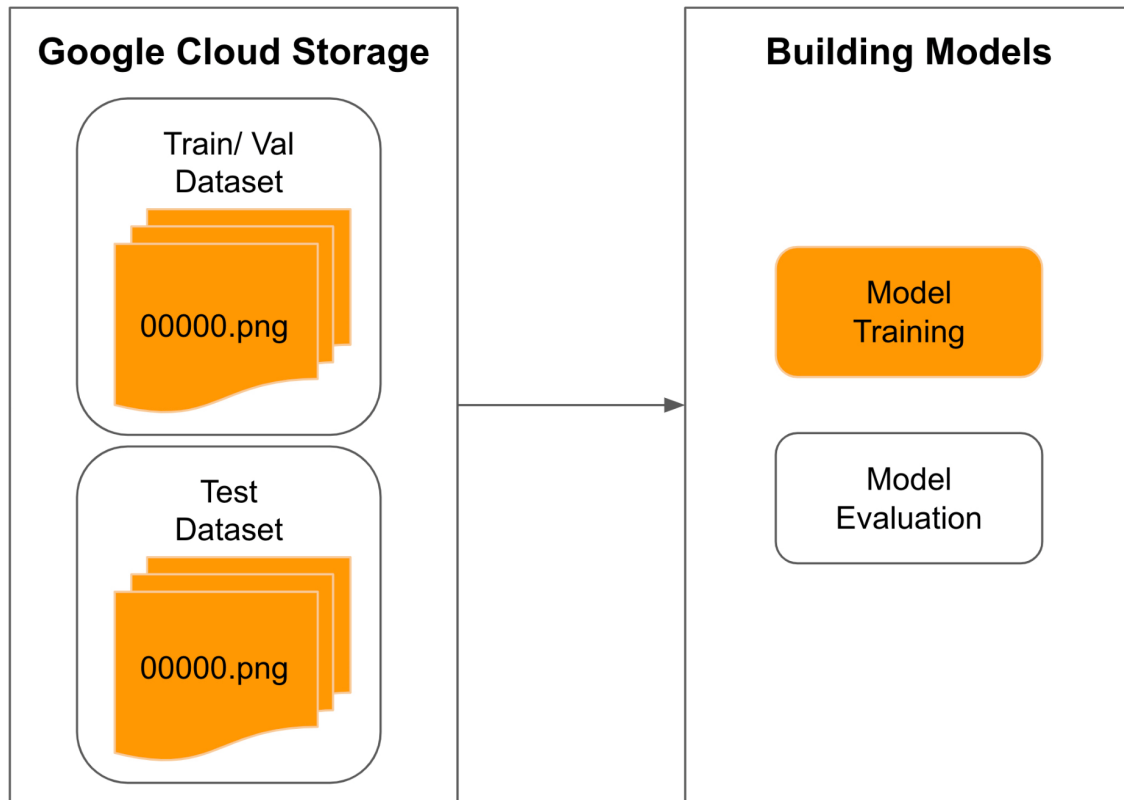 Google Cloud Storage
Train/ Val
Dataset
00000.png
Test
Dataset
00000.png
Building Models
Model
Training
Model
Evaluation